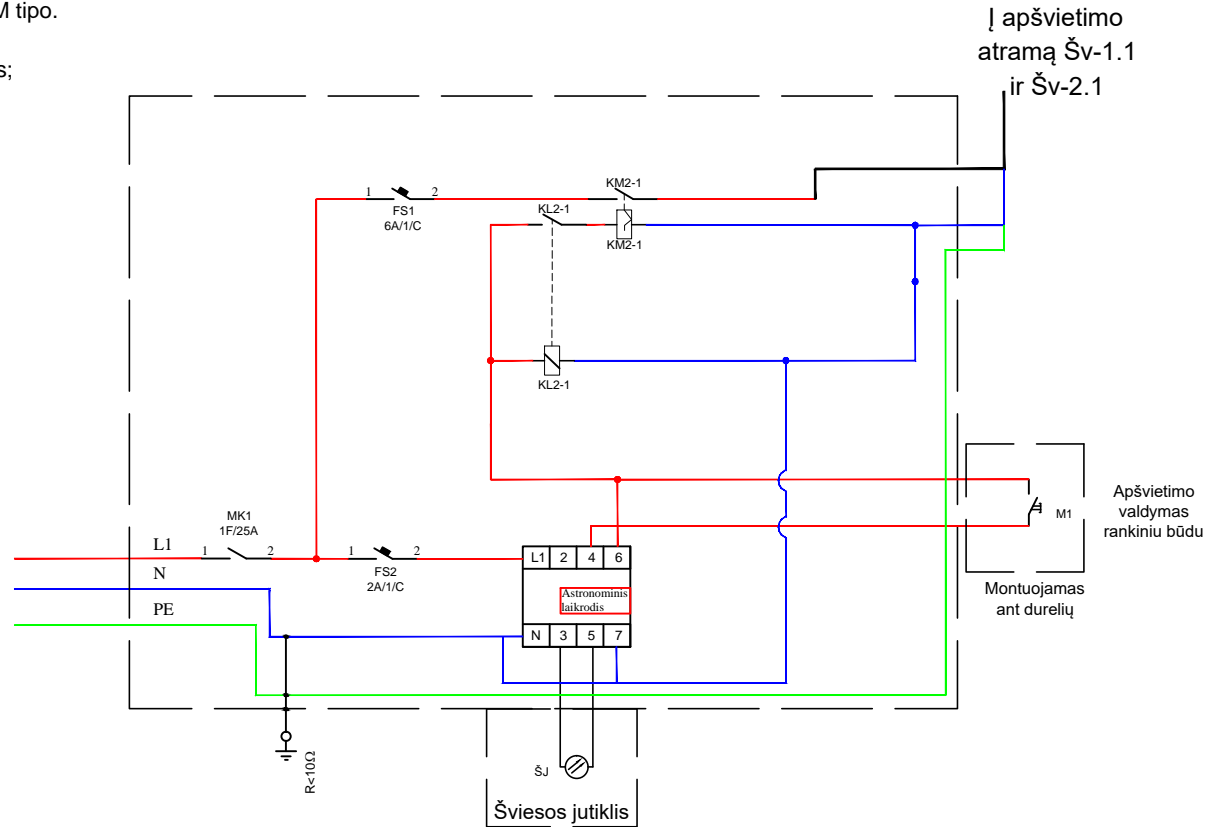 M tipo.
s;
Į apšvietimo
atramą Šv-1.1
ir Šv-2.1
KM2-1
1 2
FS1
6A/1/C
KL2-1
KM2-1
KL2-1
MK1
1F/25A
L1 1 2
1 2
FS2
2A/1/C
N
PE
L1 2 4 6
Astronominis
laikrodis
N 3 5 7
M1
Apšvietimo
valdymas
rankiniu būdu
Montuojamas
ant durelių
R<10Ω
ŠJ
Šviesos jutiklis